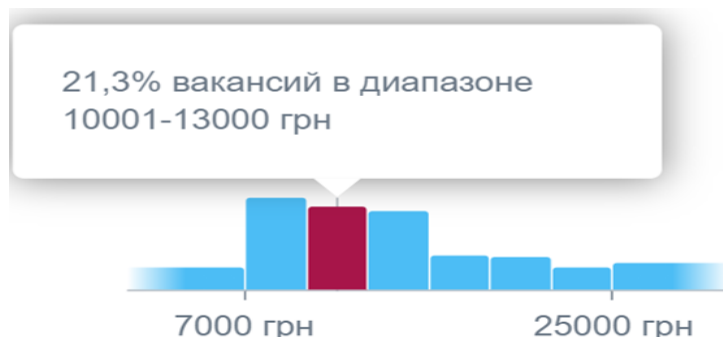 21,3% вакансий в диапазоне
10001-13000 грн
7000 грн 25000 грн